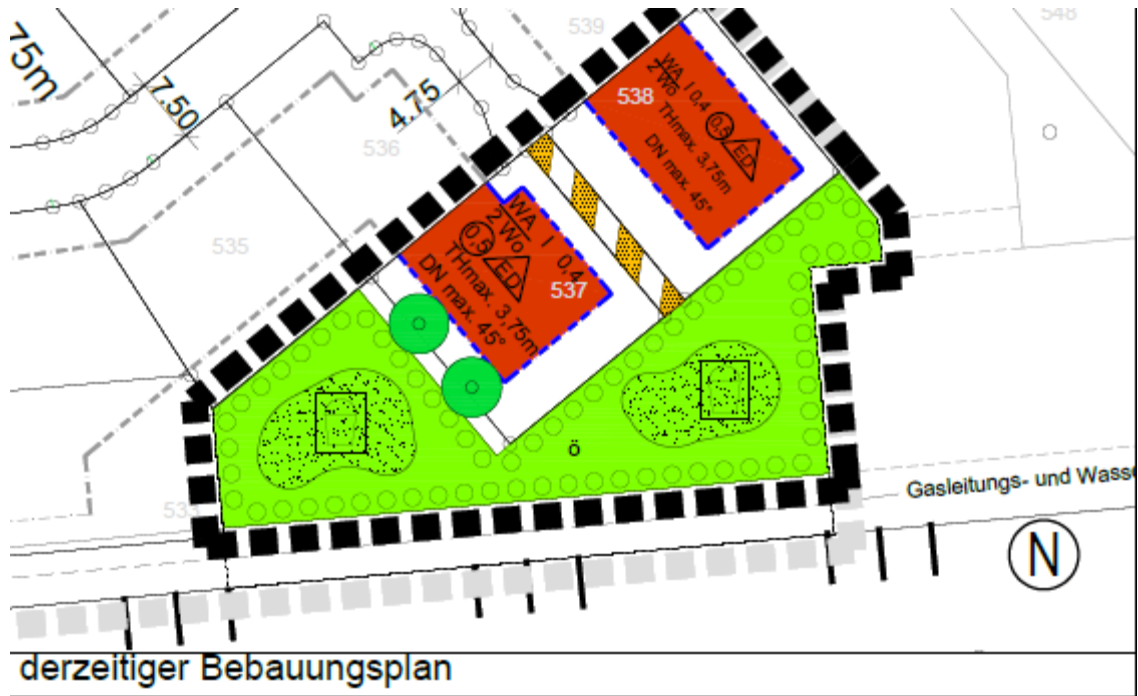 75m
7.50
4.75
539
548
536
535
538
WA I 0,4
2 Wo
0,5 ED
THmax. 3,75m
DN max. 45°
WA I 0,4
2 Wo
0,5 ED
THmax. 3,75m
DN max. 45°
537
ö
Gasleitungs- und Wasse
N
derzeitiger Bebauungsplan